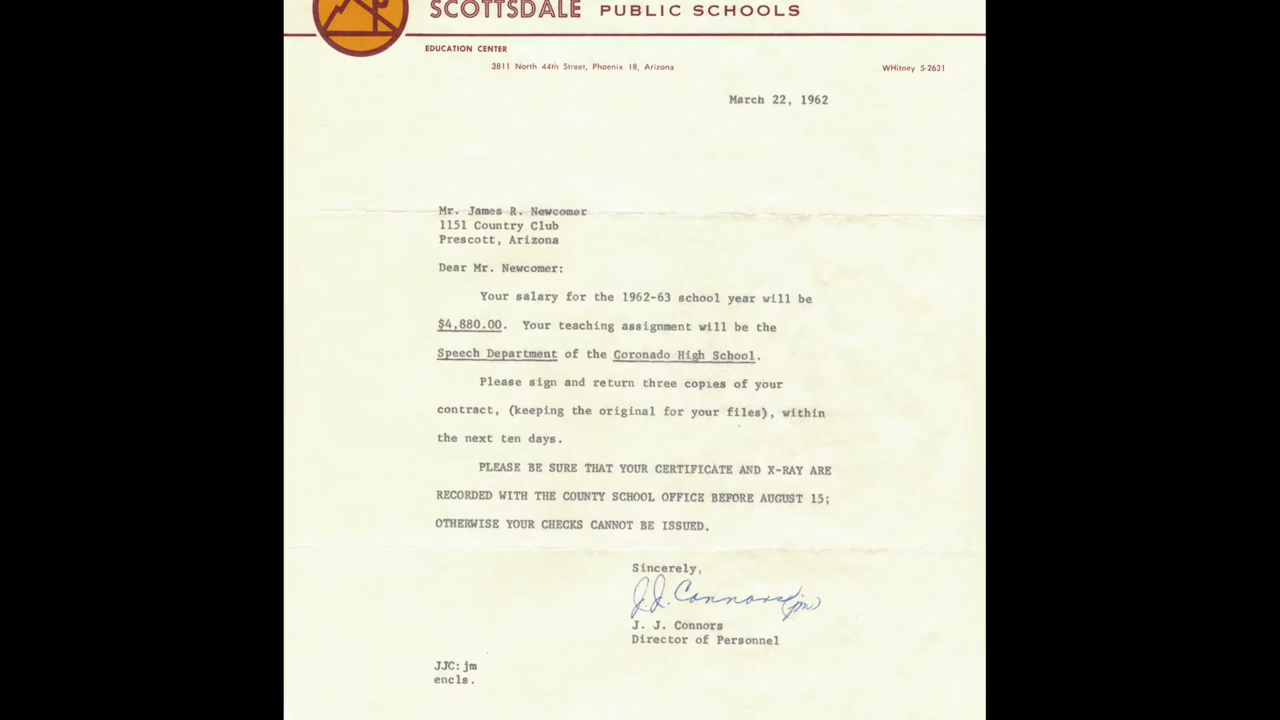 SCOTTSDALE PUBLIC SCHOOLS
EDUCATION CENTER
3811 North 44th Street, Phoenix 18, Arizona WHitney 5-2631
March 22, 1962
Mr. James R. Newcomer
1151 Country Club
Prescott, Arizona
Dear Mr. Newcomer:
Your salary for the 1962-63 school year will be
$4,880.00. Your teaching assignment will be the
Speech Department of the Coronado High School.
Please sign and return three copies of your
contract, (keeping the original for your files), within
the next ten days.
PLEASE BE SURE THAT YOUR CERTIFICATE AND X-RAY ARE
RECORDED WITH THE COUNTY SCHOOL OFFICE BEFORE AUGUST 15;
OTHERWISE YOUR CHECKS CANNOT BE ISSUED.
Sincerely,
J.J. Connors (jm)
J. J. Connors
Director of Personnel
JJC:jm
encls.